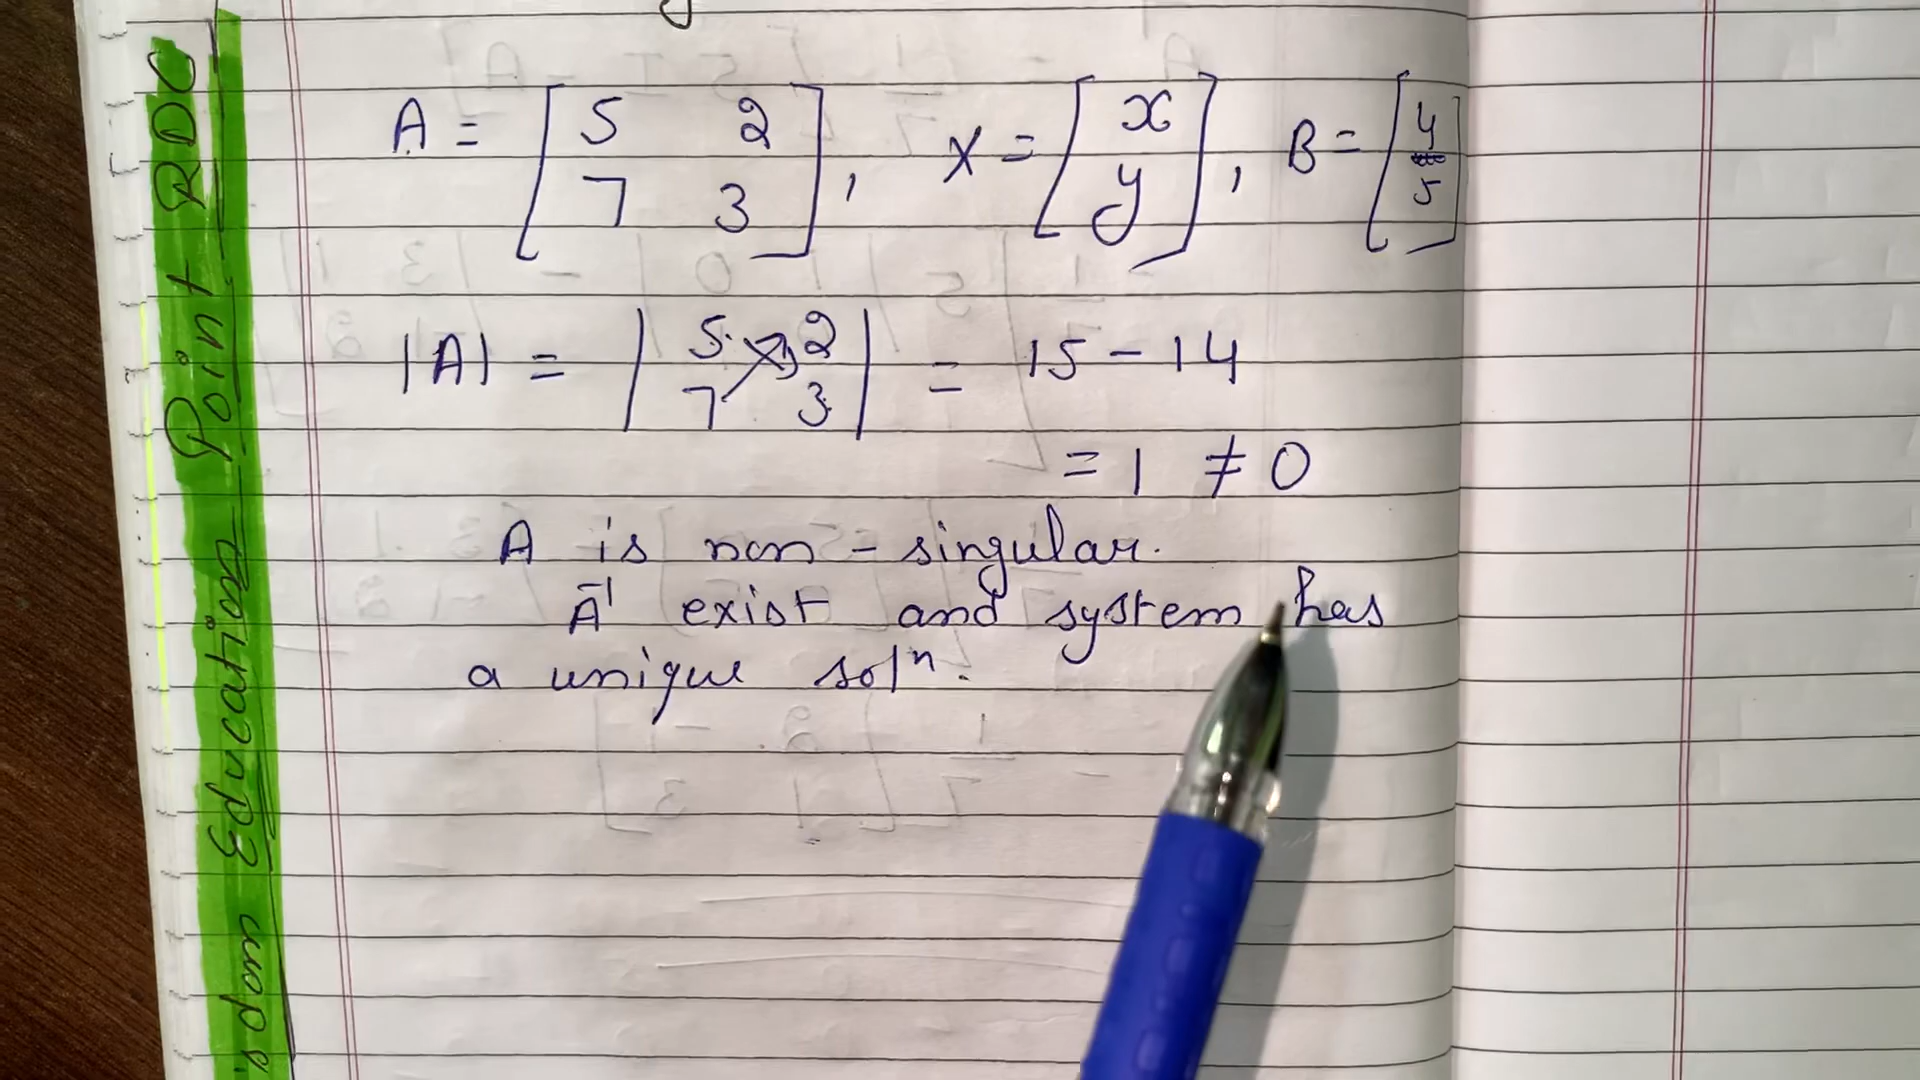 A = [ 5 2 7 3 ] , X = [ x y ] , B = [ 4 5 ]
|A| = | 5 2 7 3 | = 15 - 14
= 1 ≠ 0
A is non - singular.
A⁻¹ exist and system has
a unique solⁿ.
Education Point RDC